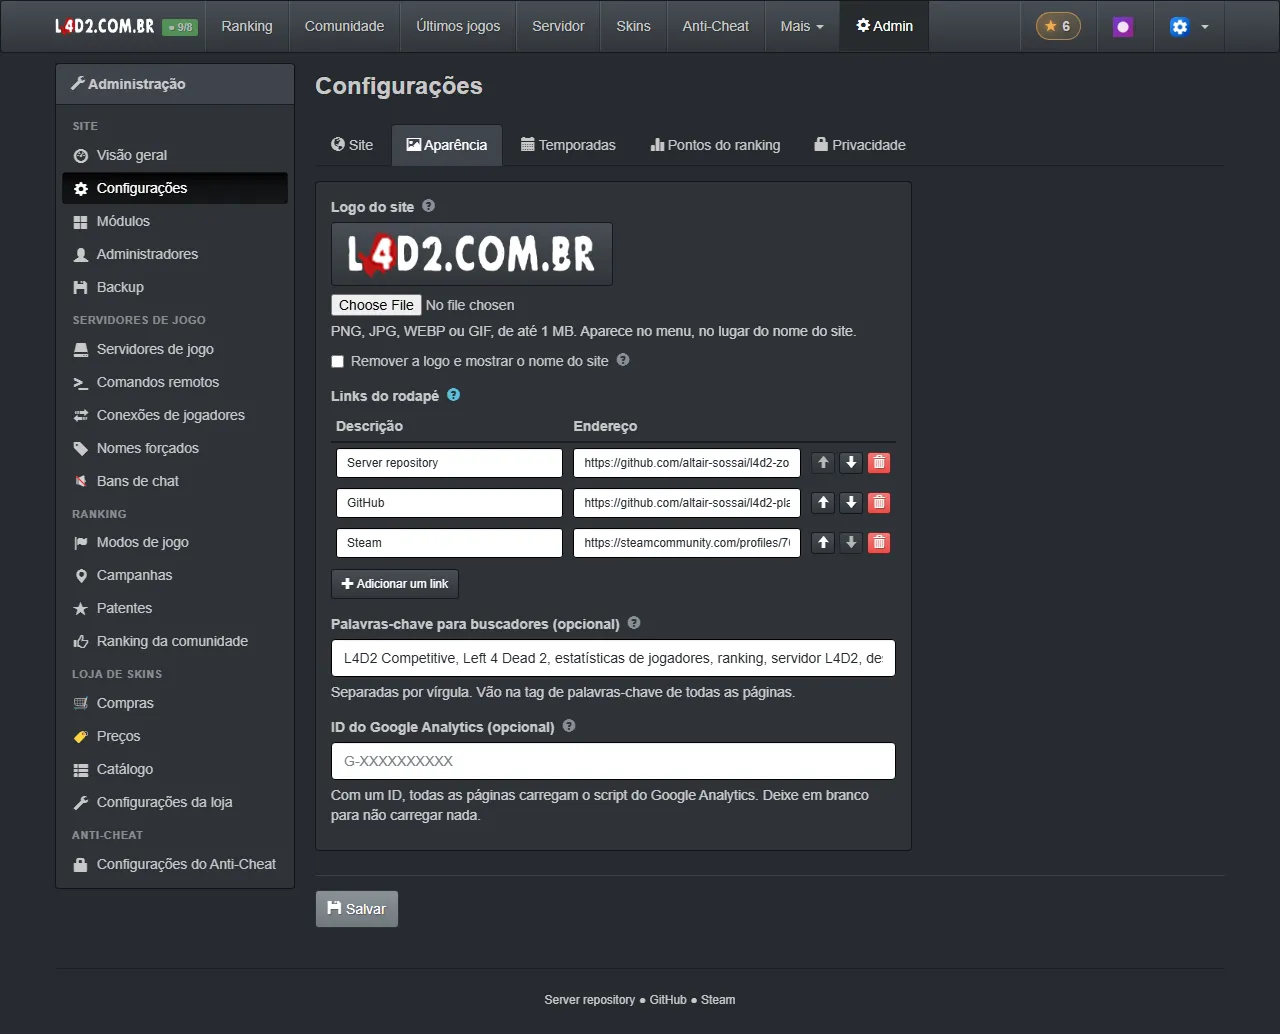 L4D2.COM.BR 9/8 Ranking Comunidade Últimos jogos Servidor Skins Anti-Cheat Mais Admin 6
Administração
SITE
Visão geral
Configurações
Módulos
Administradores
Backup
SERVIDORES DE JOGO
Servidores de jogo
Comandos remotos
Conexões de jogadores
Nomes forçados
Bans de chat
RANKING
Modos de jogo
Campanhas
Patentes
Ranking da comunidade
LOJA DE SKINS
Compras
Preços
Catálogo
Configurações da loja
ANTI-CHEAT
Configurações do Anti-Cheat
Configurações
Site Aparência Temporadas Pontos do ranking Privacidade
Logo do site
L4D2.COM.BR
Choose File No file chosen
PNG, JPG, WEBP ou GIF, de até 1 MB. Aparece no menu, no lugar do nome do site.
Remover a logo e mostrar o nome do site
Links do rodapé
Descrição Endereço
Server repository https://github.com/altair-sossai/l4d2-zo
GitHub https://github.com/altair-sossai/l4d2-pla
Steam https://steamcommunity.com/profiles/7
Adicionar um link
Palavras-chave para buscadores (opcional)
L4D2 Competitive, Left 4 Dead 2, estatísticas de jogadores, ranking, servidor L4D2, de
Separadas por vírgula. Vão na tag de palavras-chave de todas as páginas.
ID do Google Analytics (opcional)
G-XXXXXXXXXX
Com um ID, todas as páginas carregam o script do Google Analytics. Deixe em branco
para não carregar nada.
Salvar
Server repository ● GitHub ● Steam